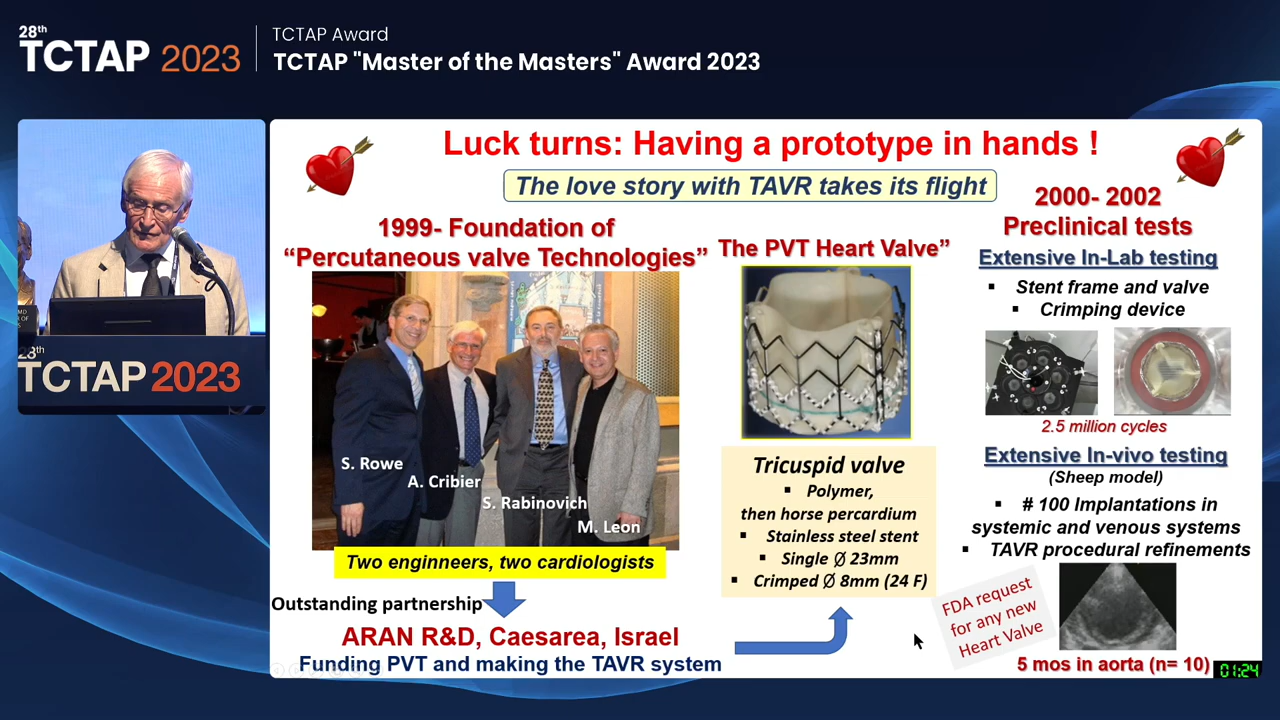 28th
TCTAP 2023
TCTAP Award
TCTAP "Master of the Masters" Award 2023
28th
TCTAP 2023
Luck turns: Having a prototype in hands !
The love story with TAVR takes its flight
1999- Foundation of
“Percutaneous valve Technologies”
S. Rowe
A. Cribier
S. Rabinovich
M. Leon
Two enginneers, two cardiologists
Outstanding partnership
ARAN R&D, Caesarea, Israel
Funding PVT and making the TAVR system
The PVT Heart Valve”
Tricuspid valve
▪ Polymer,
then horse percardium
▪ Stainless steel stent
▪ Single Ø 23mm
▪ Crimped Ø 8mm (24 F)
2000- 2002
Preclinical tests
Extensive In-Lab testing
▪ Stent frame and valve
▪ Crimping device
2.5 million cycles
Extensive In-vivo testing
(Sheep model)
▪ # 100 Implantations in
systemic and venous systems
▪ TAVR procedural refinements
FDA request
for any new
Heart Valve
5 mos in aorta (n= 10)
01:24